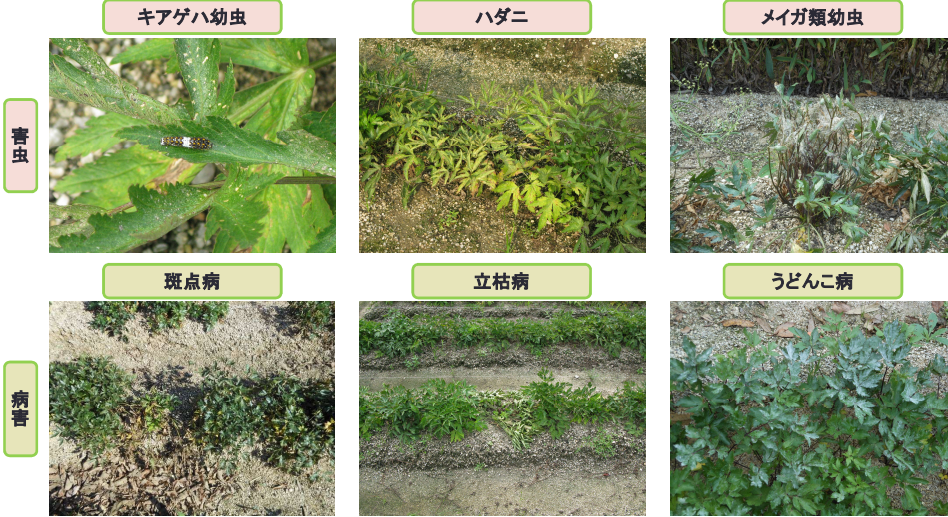 キアゲハ幼虫
ハダニ
メイガ類幼虫
害虫
斑点病
立枯病
うどんこ病
病害